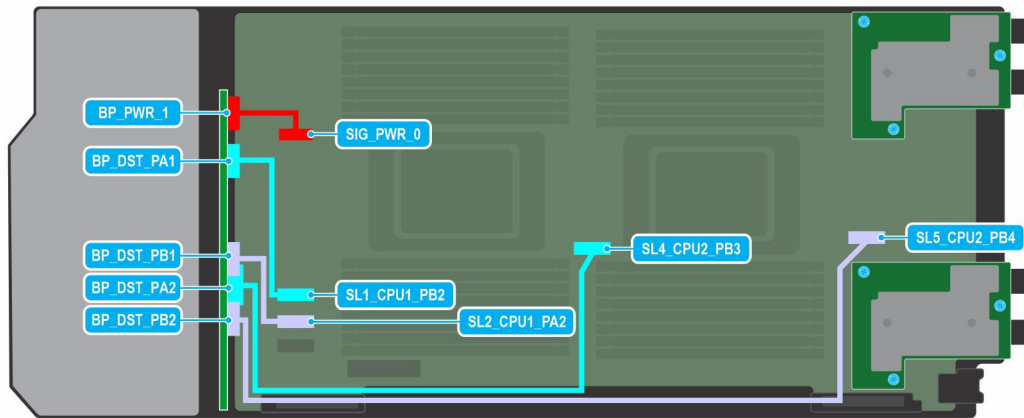 BP_PWR_1
SIG_PWR_0
BP_DST_PA1
BP_DST_PB1
SL4_CPU2_PB3
SL5_CPU2_PB4
BP_DST_PA2
SL1_CPU1_PB2
BP_DST_PB2
SL2_CPU1_PA2